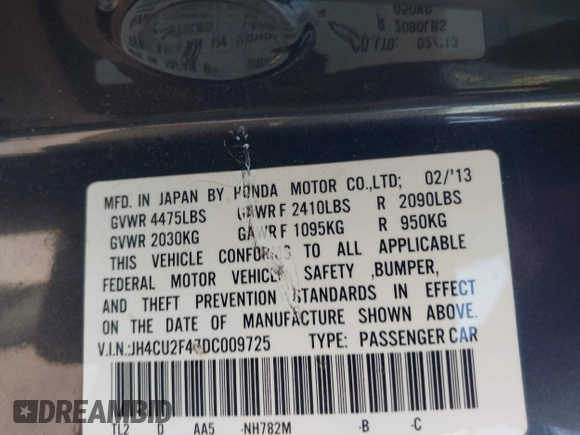 MFD. IN JAPAN BY HONDA MOTOR CO.,LTD; 02/'13
GVWR 4475LBS GAWR F 2410LBS R 2090LBS
GVWR 2030KG GAWR F 1095KG R 950KG
THIS VEHICLE CONFORMS TO ALL APPLICABLE
FEDERAL MOTOR VEHICLE SAFETY ,BUMPER,
AND THEFT PREVENTION STANDARDS IN EFFECT
ON THE DATE OF MANUFACTURE SHOWN ABOVE.
V.I.N.: TYPE: PASSENGER CAR
TL2 D AA5 -NH782M -B -C
DREAMBID